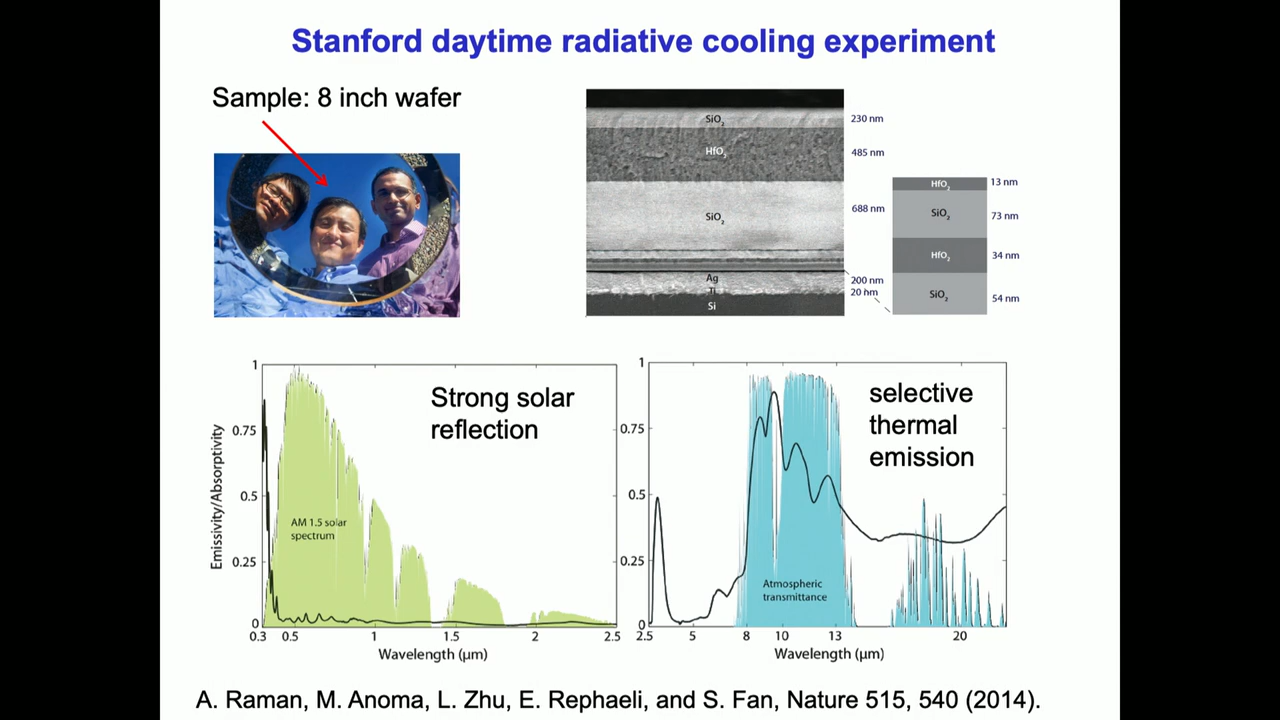 Stanford daytime radiative cooling experiment
Sample: 8 inch wafer
SiO₂
230 nm
HfO₂
485 nm
SiO₂
688 nm
Ag
200 nm
Ti
20 nm
Si
HfO₂
13 nm
SiO₂
73 nm
HfO₂
34 nm
SiO₂
54 nm
Emissivity/Absorptivity
1
0.75
0.5
0.25
0
Strong solar
reflection
AM 1.5 solar
spectrum
0.3 0.5 1 1.5 2 2.5
Wavelength (μm)
1
0.75
0.5
0.25
0
selective
thermal
emission
Atmospheric
transmittance
2.5 5 8 10 13 20
Wavelength (μm)
A. Raman, M. Anoma, L. Zhu, E. Rephaeli, and S. Fan, Nature 515, 540 (2014).